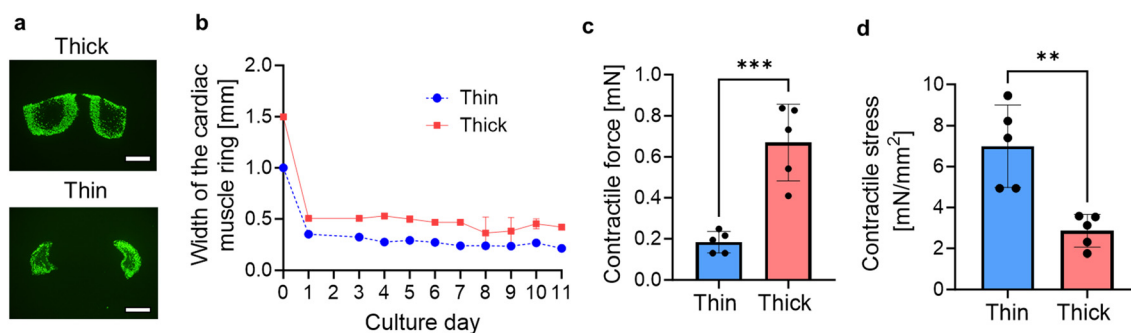 a
Thick
Thin
b
Width of the cardiac
muscle ring [mm]
2.0
1.5
1.0
0.5
0.0
Thin
Thick
0 1 2 3 4 5 6 7 8 9 10 11
Culture day
c
Contractile force [mN]
1.0
0.8
0.6
0.4
0.2
0.0
***
Thin Thick
d
Contractile stress
[mN/mm²]
10
8
6
4
2
0
**
Thin Thick